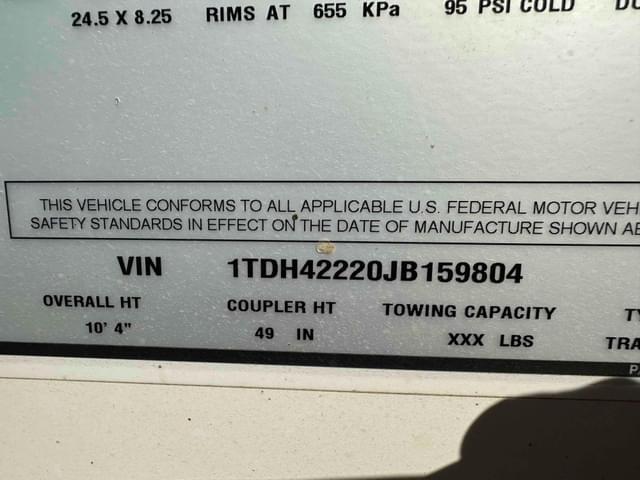 24.5 X 8.25 RIMS AT 655 KPa 95 PSI COLD
THIS VEHICLE CONFORMS TO ALL APPLICABLE U.S. FEDERAL MOTOR VEH
SAFETY STANDARDS IN EFFECT ON THE DATE OF MANUFACTURE SHOWN AB
VIN 1TDH42220JB159804
OVERALL HT COUPLER HT TOWING CAPACITY TY
10' 4" 49 IN XXX LBS TRA